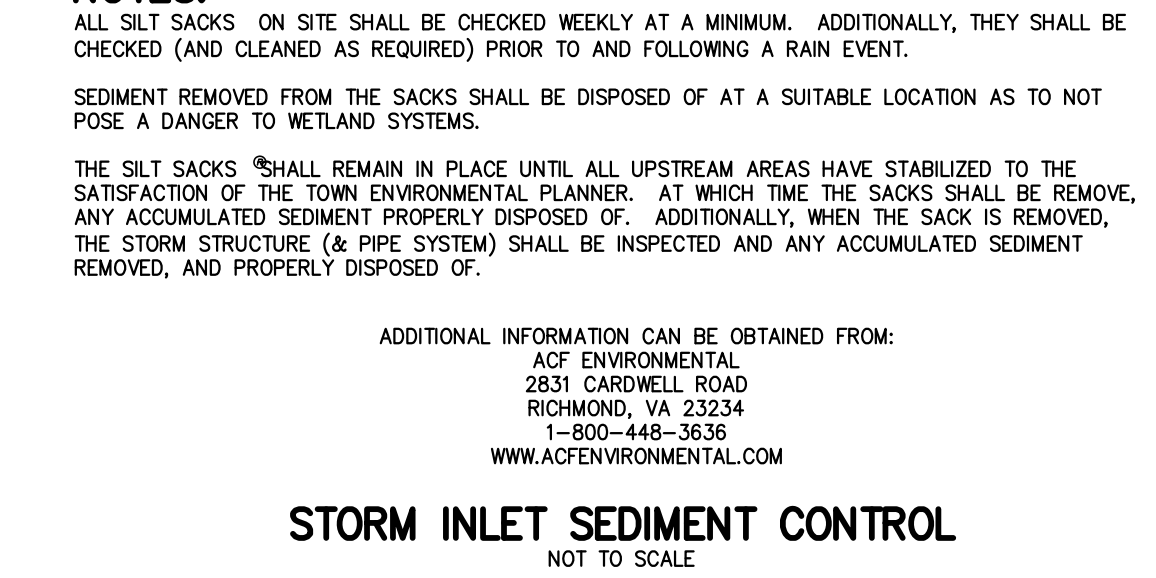 NOTES:
ALL SILT SACKS ON SITE SHALL BE CHECKED WEEKLY AT A MINIMUM. ADDITIONALLY, THEY SHALL BE
CHECKED (AND CLEANED AS REQUIRED) PRIOR TO AND FOLLOWING A RAIN EVENT.
SEDIMENT REMOVED FROM THE SACKS SHALL BE DISPOSED OF AT A SUITABLE LOCATION AS TO NOT
POSE A DANGER TO WETLAND SYSTEMS.
THE SILT SACKS ®SHALL REMAIN IN PLACE UNTIL ALL UPSTREAM AREAS HAVE STABILIZED TO THE
SATISFACTION OF THE TOWN ENVIRONMENTAL PLANNER. AT WHICH TIME THE SACKS SHALL BE REMOVE,
ANY ACCUMULATED SEDIMENT PROPERLY DISPOSED OF. ADDITIONALLY, WHEN THE SACK IS REMOVED,
THE STORM STRUCTURE (& PIPE SYSTEM) SHALL BE INSPECTED AND ANY ACCUMULATED SEDIMENT
REMOVED, AND PROPERLY DISPOSED OF.
ADDITIONAL INFORMATION CAN BE OBTAINED FROM:
ACF ENVIRONMENTAL
2831 CARDWELL ROAD
RICHMOND, VA 23234
1-800-448-3636
WWW.ACFENVIRONMENTAL.COM
STORM INLET SEDIMENT CONTROL
NOT TO SCALE